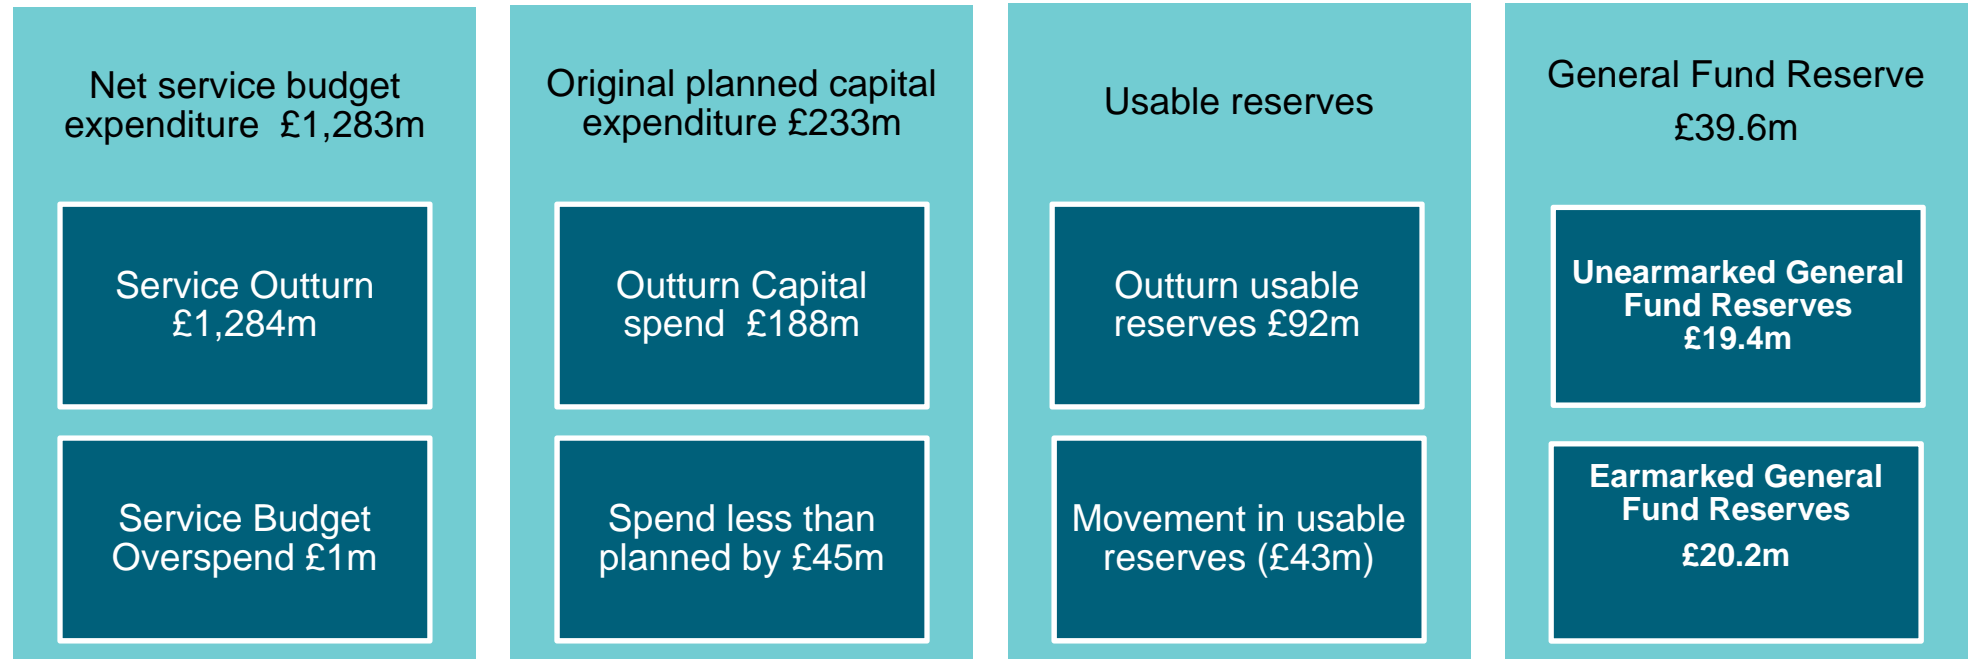 Net service budget
expenditure £1,283m
Service Outturn
£1,284m
Service Budget
Overspend £1m
Original planned capital
expenditure £233m
Outturn Capital
spend £188m
Spend less than
planned by £45m
Usable reserves
Outturn usable
reserves £92m
Movement in usable
reserves (£43m)
General Fund Reserve
£39.6m
Unearmarked General
Fund Reserves
£19.4m
Earmarked General
Fund Reserves
£20.2m